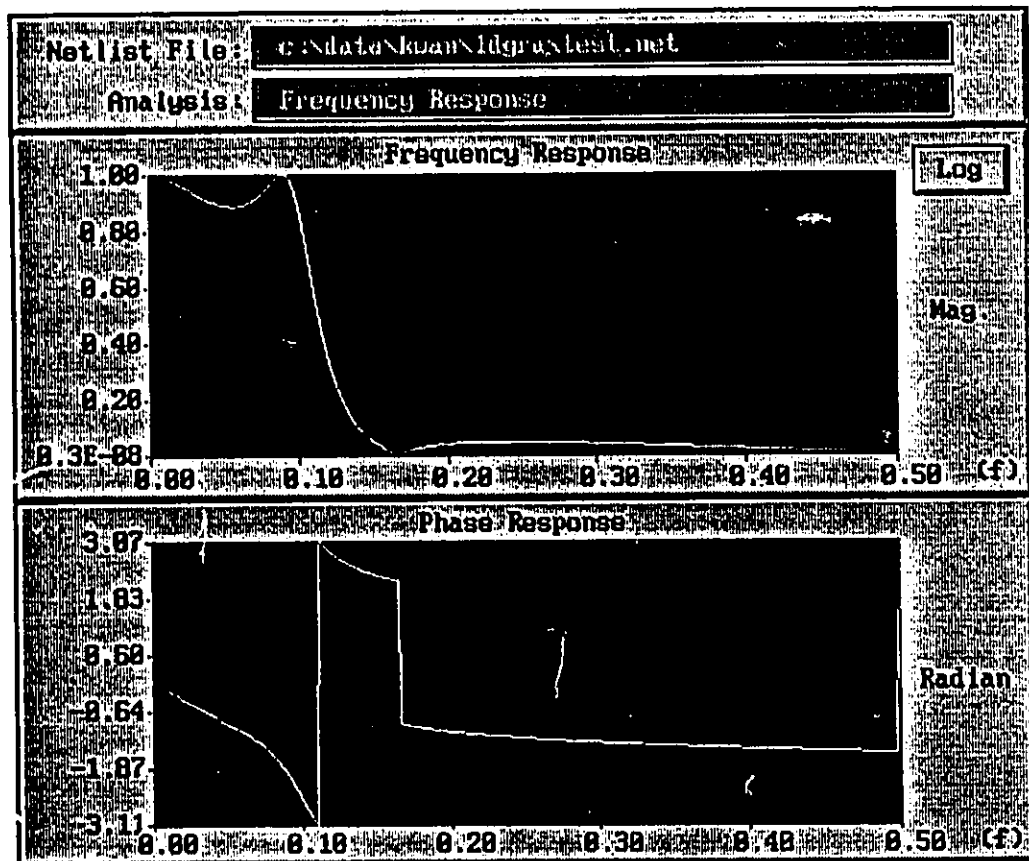 Netlist File: c:\data\kwan\1dgrax\test.net
Analysis: Frequency Response
Frequency Response
Log
1.00
0.80
0.60
Mag.
0.40
0.20
0.3E-08
0.00 0.10 0.20 0.30 0.40 0.50 (f)
Phase Response
3.07
1.83
0.60
Radian
-0.64
-1.87
-3.11
0.00 0.10 0.20 0.30 0.40 0.50 (f)